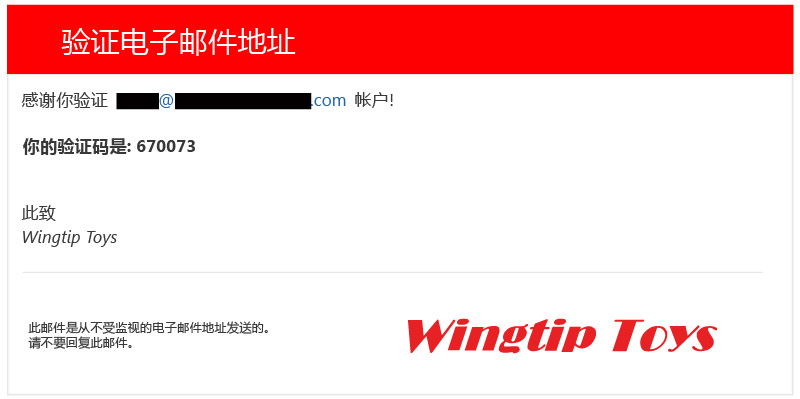 验证电子邮件地址
感谢你验证 @ .com 帐户!
你的验证码是: 670073
此致
Wingtip Toys
此邮件是从不受监视的电子邮件地址发送的。
请不要回复此邮件。
Wingtip Toys